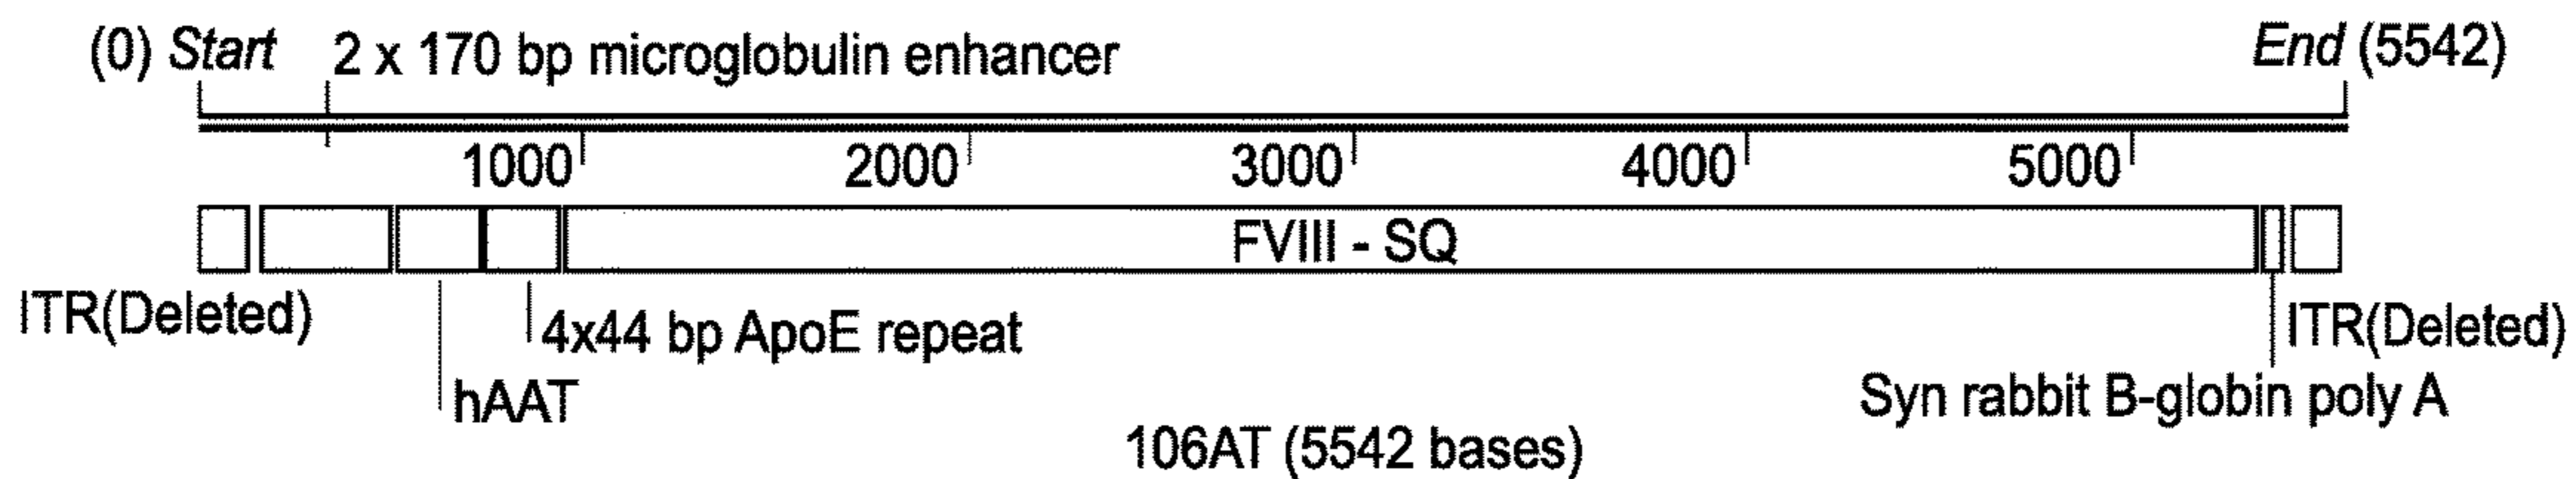 (0) Start 2 x 170 bp microglobulin enhancer End (5542)
1000 2000 3000 4000 5000
FVIII - SQ
ITR(Deleted) 4x44 bp ApoE repeat ITR(Deleted)
hAAT Syn rabbit B-globin poly A
106AT (5542 bases)